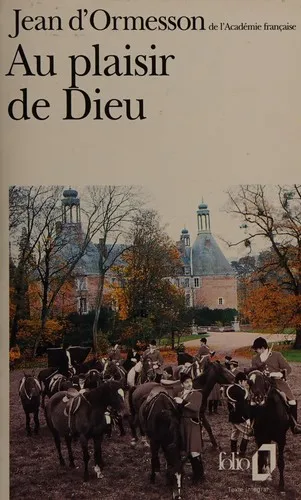 Jean d'Ormesson de l'Académie française
Au plaisir
de Dieu
folio
Texte intégral